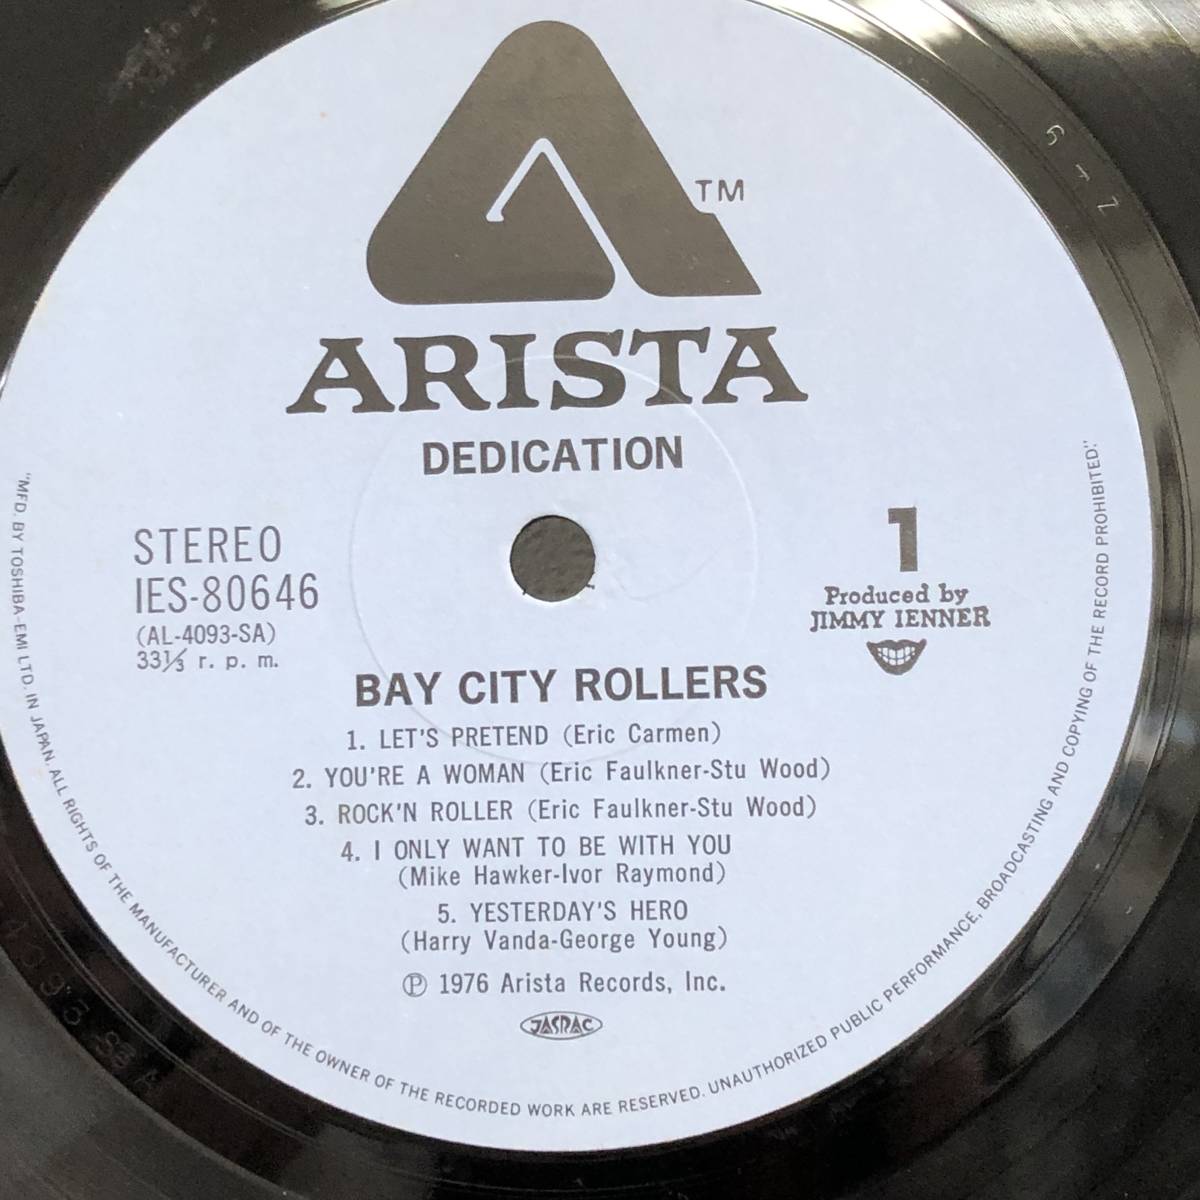 TM
ARISTA
DEDICATION
STEREO
IES-80646
(AL-4093-SA)
33⅓ r. p. m.
1
Produced by
JIMMY IENNER
BAY CITY ROLLERS
1. LET'S PRETEND (Eric Carmen)
2. YOU'RE A WOMAN (Eric Faulkner-Stu Wood)
3. ROCK'N ROLLER (Eric Faulkner-Stu Wood)
4. I ONLY WANT TO BE WITH YOU
(Mike Hawker-Ivor Raymond)
5. YESTERDAY'S HERO
(Harry Vanda-George Young)
Ⓟ 1976 Arista Records, Inc.
JASRAC
"MFD. BY TOSHIBA-EMI LTD. IN JAPAN. ALL RIGHTS OF THE MANUFACTURER AND OF THE OWNER OF THE RECORDED WORK ARE RESERVED. UNAUTHORIZED PUBLIC PERFORMANCE, BROADCASTING AND COPYING OF THE RECORD PROHIBITED."